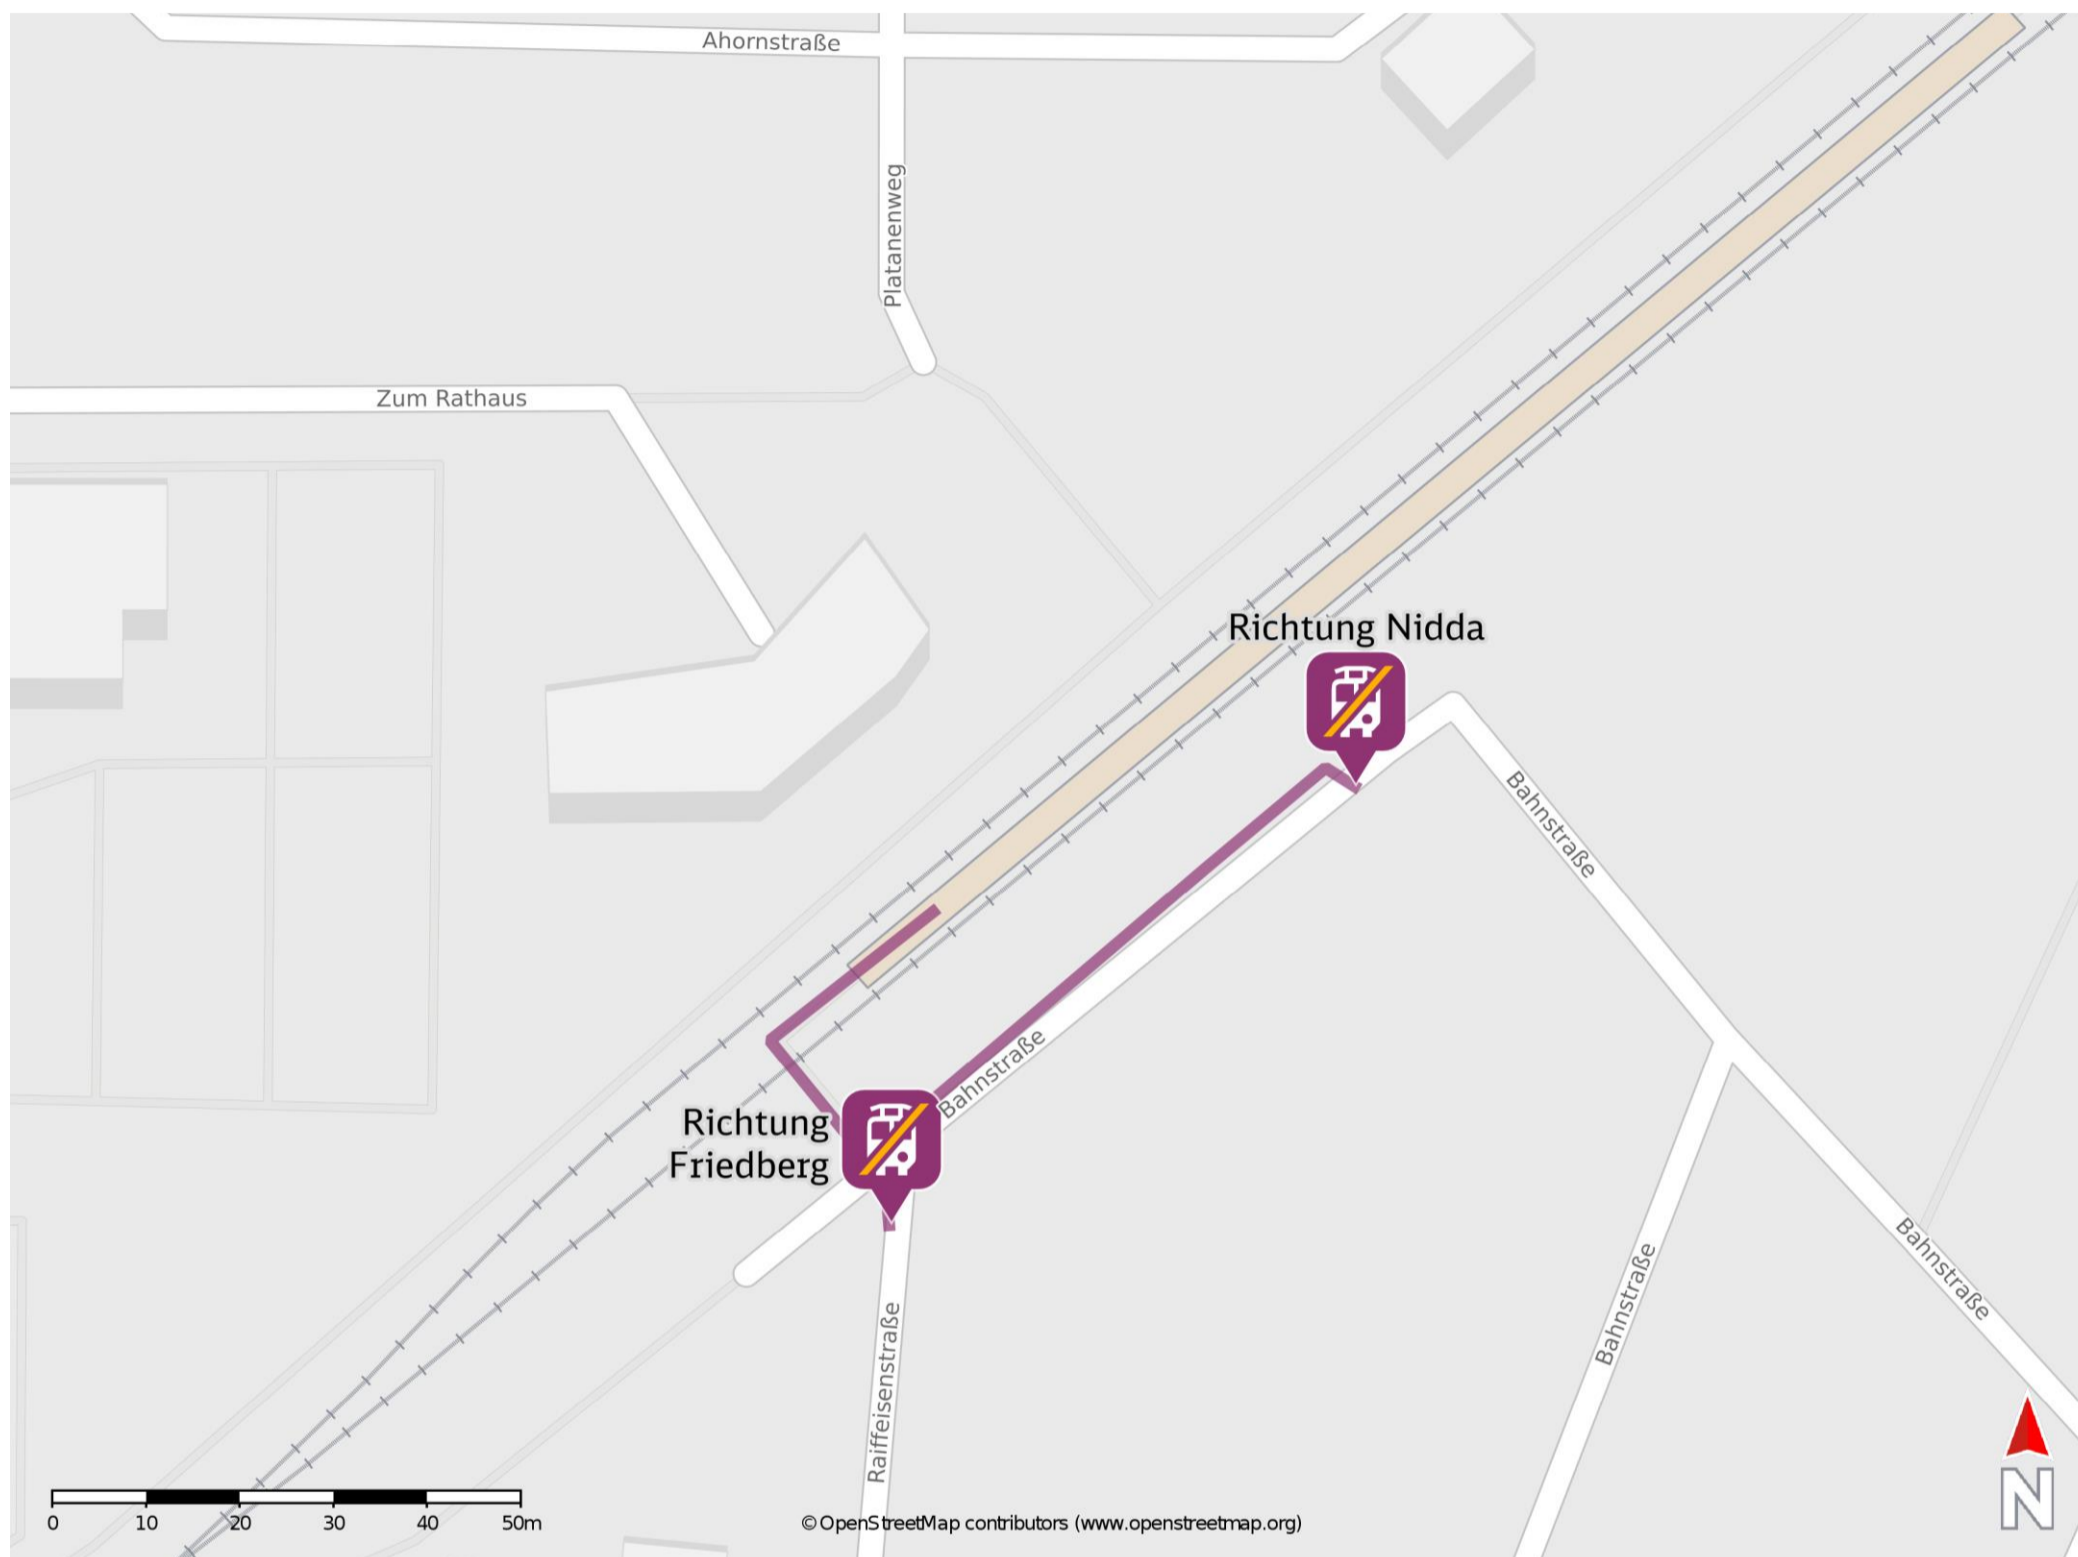 Ahornstraße
Platanenweg
Zum Rathaus
Richtung Nidda
Bahnstraße
Bahnstraße
Richtung
Friedberg
Bahnstraße
Bahnstraße
Raiffeisenstraße
0 10 20 30 40 50m
© OpenStreetMap contributors (www.openstreetmap.org)
N